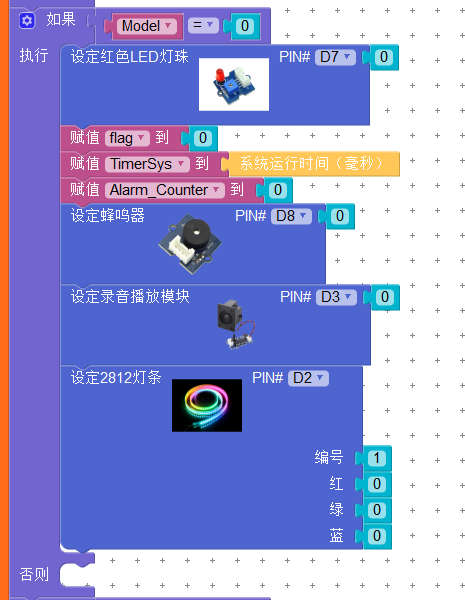 如果 Model = 0
执行 设定红色LED灯珠 PIN# D7 0
赋值 flag 到 0
赋值 TimerSys 到 系统运行时间（毫秒）
赋值 Alarm_Counter 到 0
设定蜂鸣器 PIN# D8 0
设定录音播放模块 PIN# D3 0
设定2812灯条 PIN# D2
编号 1
红 0
绿 0
蓝 0
否则